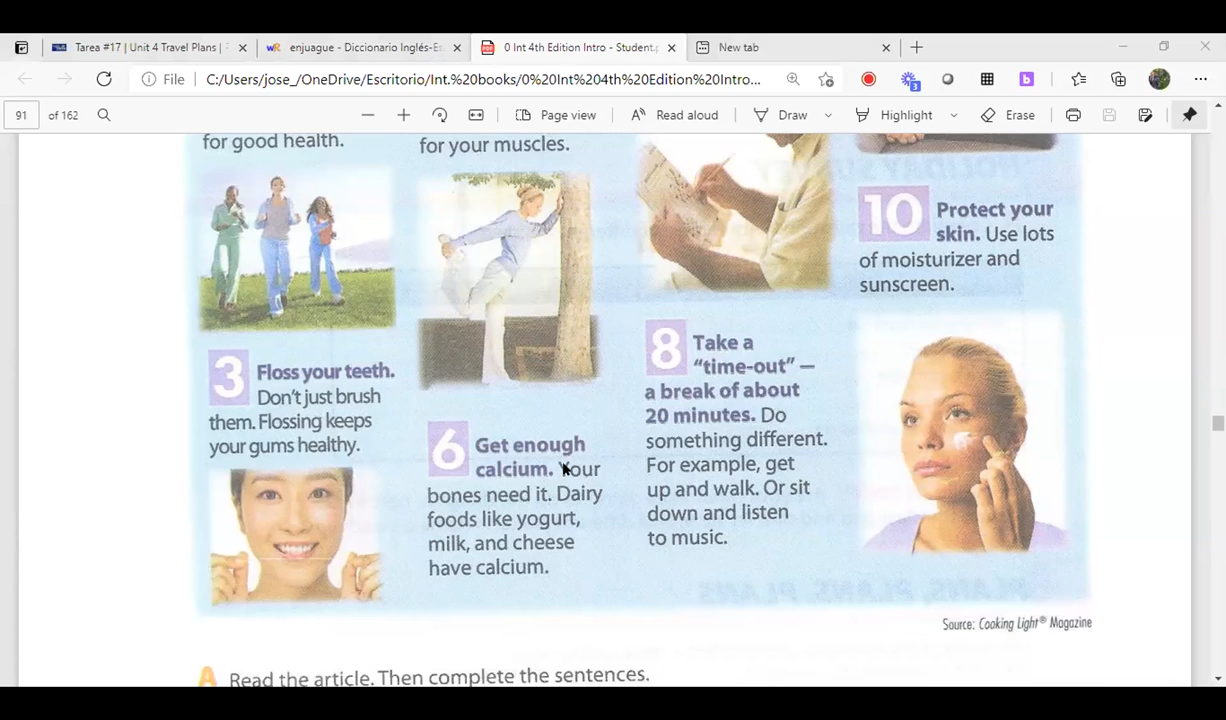 Tarea #17 | Unit 4 Travel Plans |
enjuague - Diccionario Inglés-Es
0 Int 4th Edition Intro - Student.
New tab
File
C:/Users/jose_/OneDrive/Escritorio/Int.%20books/0%20Int%204th%20Edition%20Intro...
3
b
91 of 162
Page view
Read aloud
Draw
Highlight
Erase
for good health.
3 Floss your teeth.
Don't just brush
them. Flossing keeps
your gums healthy.
for your muscles.
6 Get enough
calcium. Your
bones need it. Dairy
foods like yogurt,
milk, and cheese
have calcium.
8 Take a
"time-out" —
a break of about
20 minutes. Do
something different.
For example, get
up and walk. Or sit
down and listen
to music.
10 Protect your
skin. Use lots
of moisturizer and
sunscreen.
PLANS, PLANS, PLANS
Source: Cooking Light® Magazine
A Read the article. Then complete the sentences.